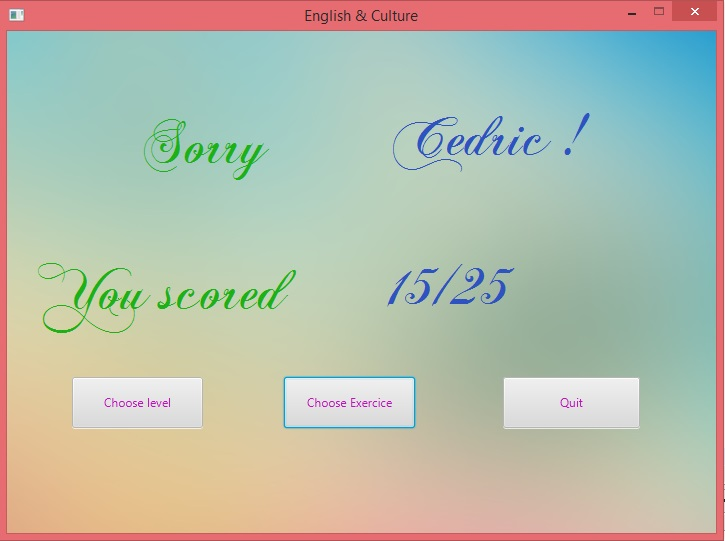 English & Culture
Sorry Cedric !
You scored 15/25
Choose level Choose Exercice Quit